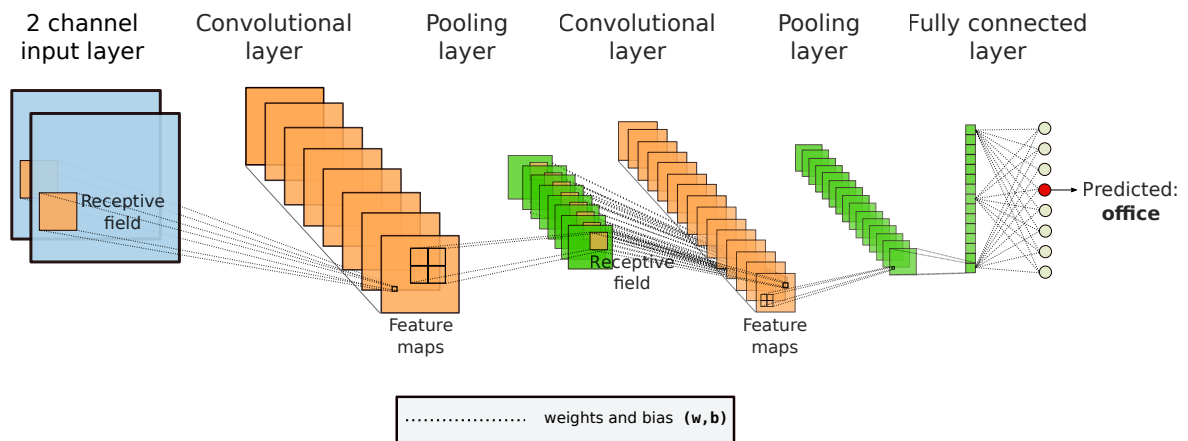 2 channel
input layer
Convolutional
layer
Pooling
layer
Convolutional
layer
Pooling
layer
Fully connected
layer
Receptive
field
Receptive
field
Predicted:
office
Feature
maps
Feature
maps
weights and bias (w,b)